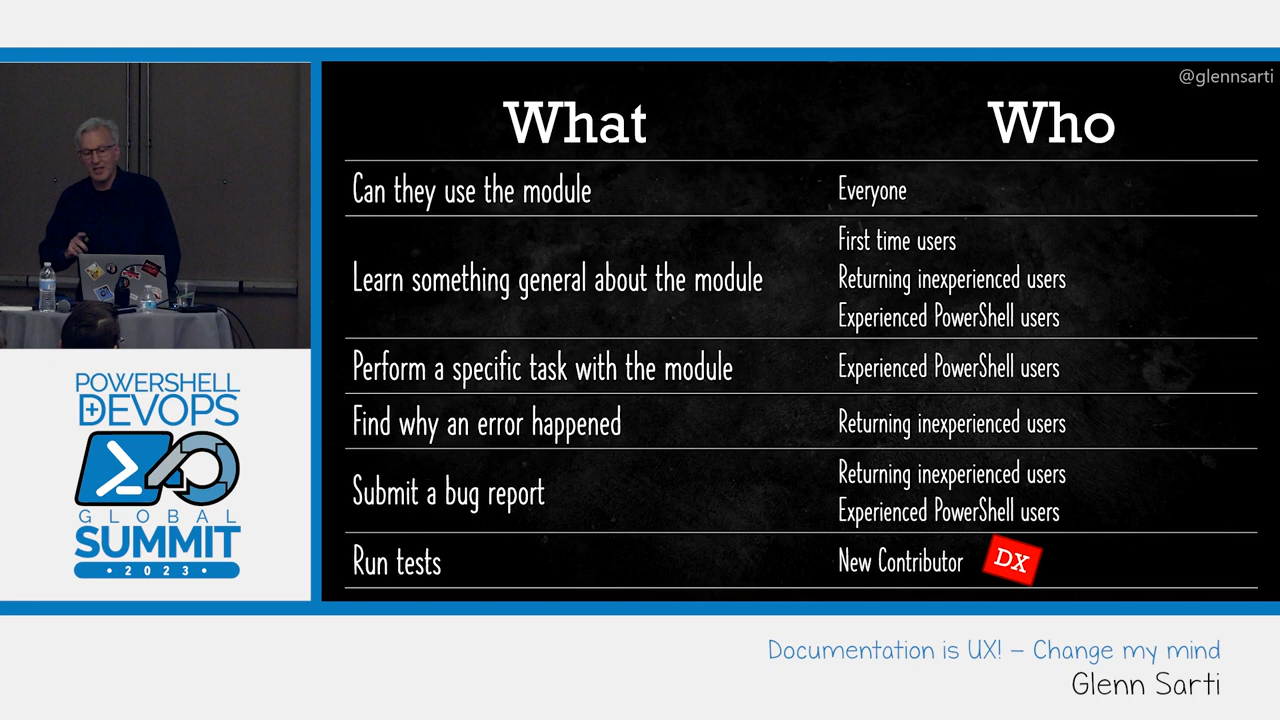 @glennsarti
What
Who
Can they use the module
Everyone
Learn something general about the module
First time users
Returning inexperienced users
Experienced PowerShell users
Perform a specific task with the module
Experienced PowerShell users
Find why an error happened
Returning inexperienced users
Submit a bug report
Returning inexperienced users
Experienced PowerShell users
Run tests
New Contributor
DX
POWERSHELL
+DEVOPS
GLOBAL
SUMMIT
• 2023 •
Documentation is UX! – Change my mind
Glenn Sarti